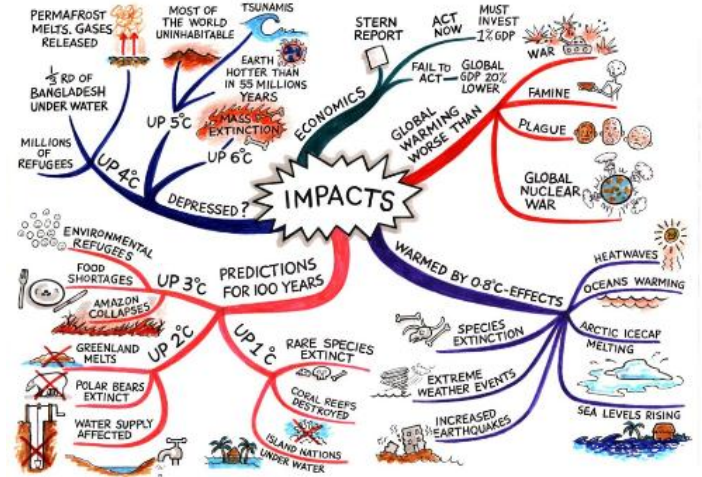 IMPACTS
ECONOMICS
STERN
REPORT
ACT
NOW
MUST
INVEST
1% GDP
FAIL TO
ACT
GLOBAL
GDP 20%
LOWER
GLOBAL
WARMING
WORSE THAN
WAR
FAMINE
PLAGUE
GLOBAL
NUCLEAR
WAR
WARMED BY 0.8°C-EFFECTS
HEATWAVES
OCEANS WARMING
ARCTIC ICECAP
MELTING
SEA LEVELS RISING
SPECIES
EXTINCTION
EXTREME
WEATHER EVENTS
INCREASED
EARTHQUAKES
PREDICTIONS
FOR 100 YEARS
UP 1°C
RARE SPECIES
EXTINCT
CORAL REEFS
DESTROYED
ISLAND NATIONS
UNDER WATER
UP 2°C
GREENLAND
MELTS
POLAR BEARS
EXTINCT
WATER SUPPLY
AFFECTED
UP 3°C
ENVIRONMENTAL
REFUGEES
FOOD
SHORTAGES
AMAZON
COLLAPSES
DEPRESSED?
UP 4°C
PERMAFROST
MELTS. GASES
RELEASED
⅓ RD OF
BANGLADESH
UNDER WATER
MILLIONS
OF
REFUGEES
UP 5°C
MOST OF
THE WORLD
UNINHABITABLE
TSUNAMIS
EARTH
HOTTER THAN
IN 55 MILLIONS
YEARS
UP 6°C
MASS
EXTINCTION